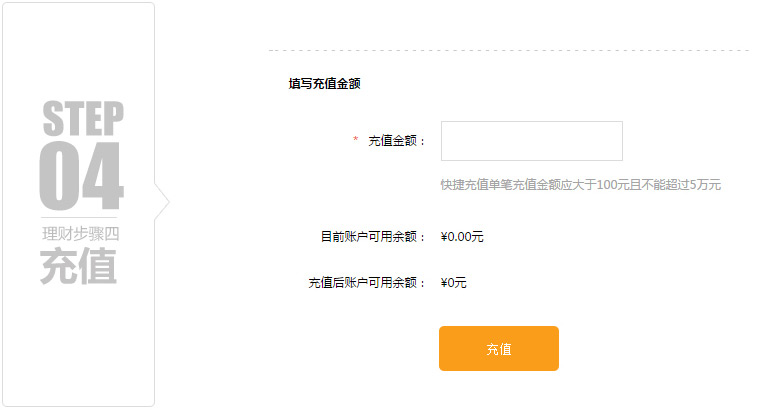 STEP
04
理财步骤四
充值
填写充值金额
* 充值金额：
快捷充值单笔充值金额应大于100元且不能超过5万元
目前账户可用余额： ¥0.00元
充值后账户可用余额： ¥0元
充值